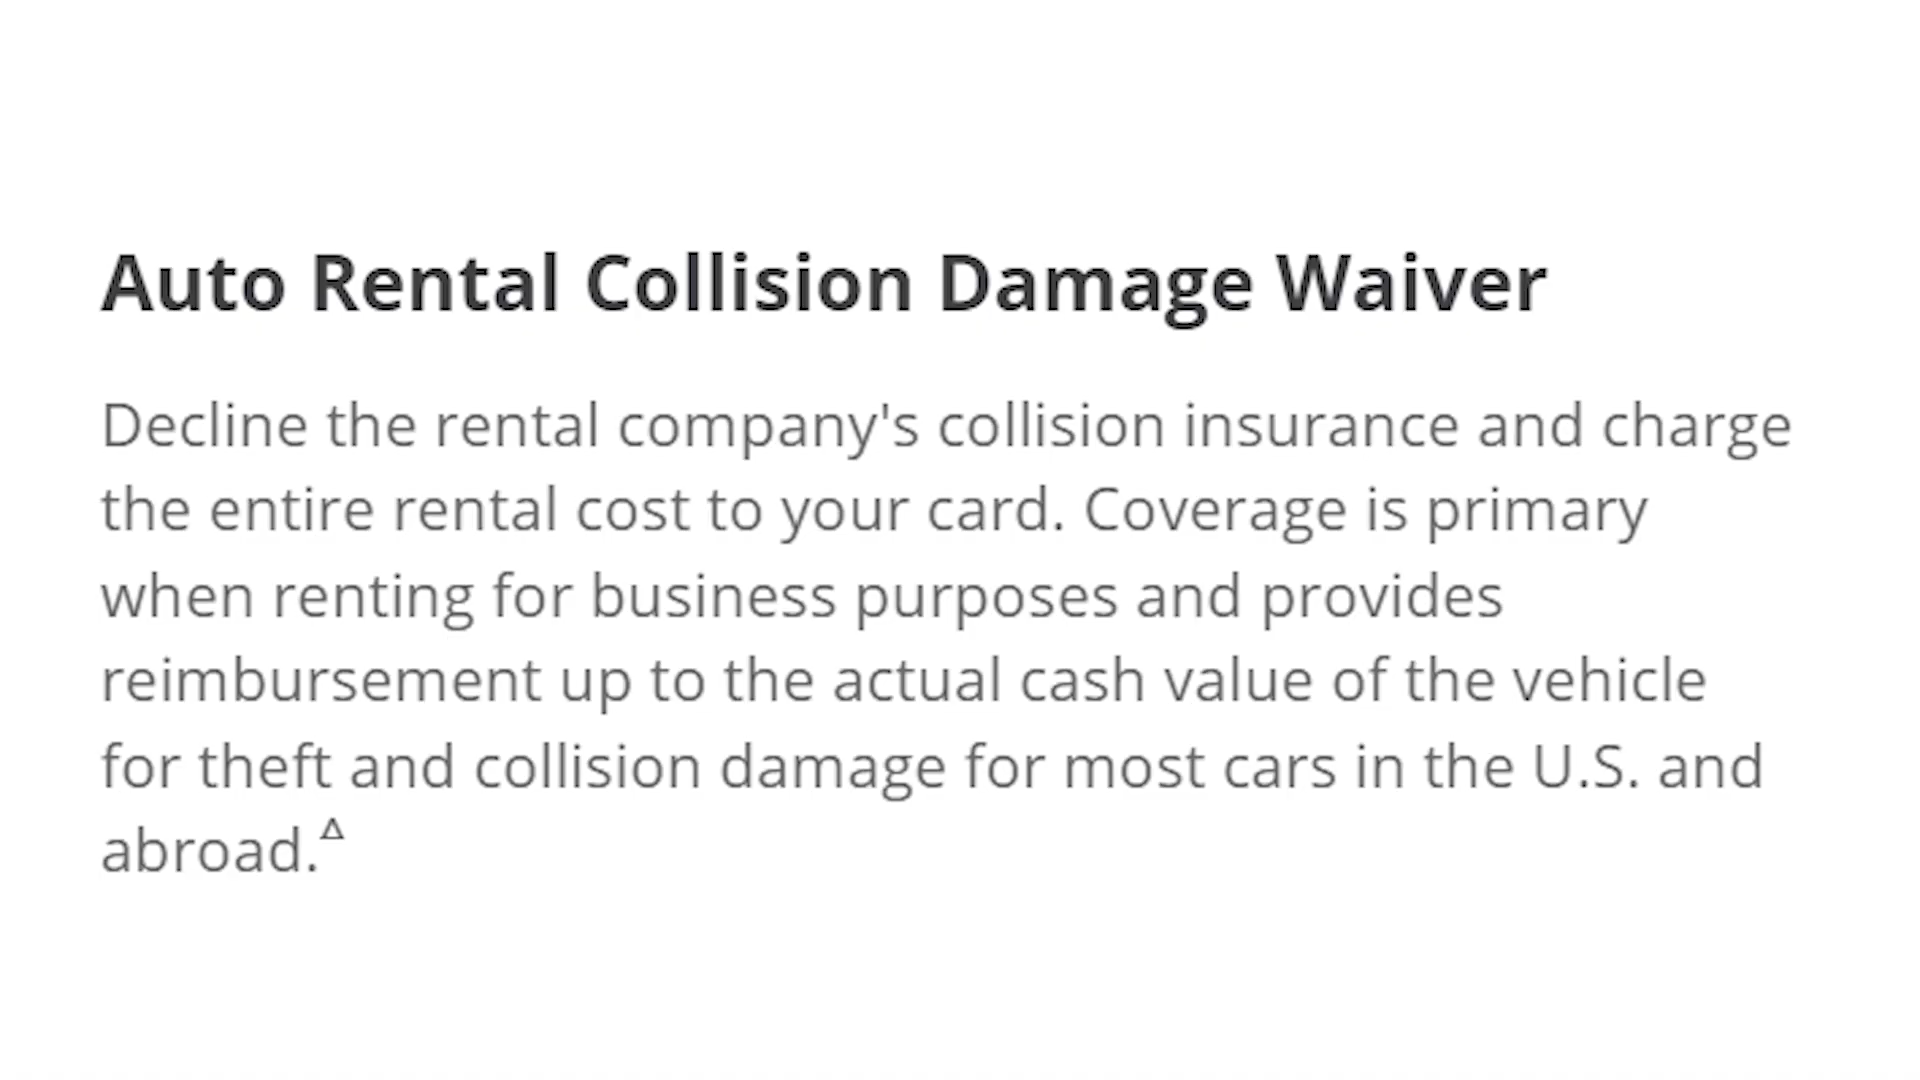 Auto Rental Collision Damage Waiver
Decline the rental company's collision insurance and charge
the entire rental cost to your card. Coverage is primary
when renting for business purposes and provides
reimbursement up to the actual cash value of the vehicle
for theft and collision damage for most cars in the U.S. and
abroad.Δ